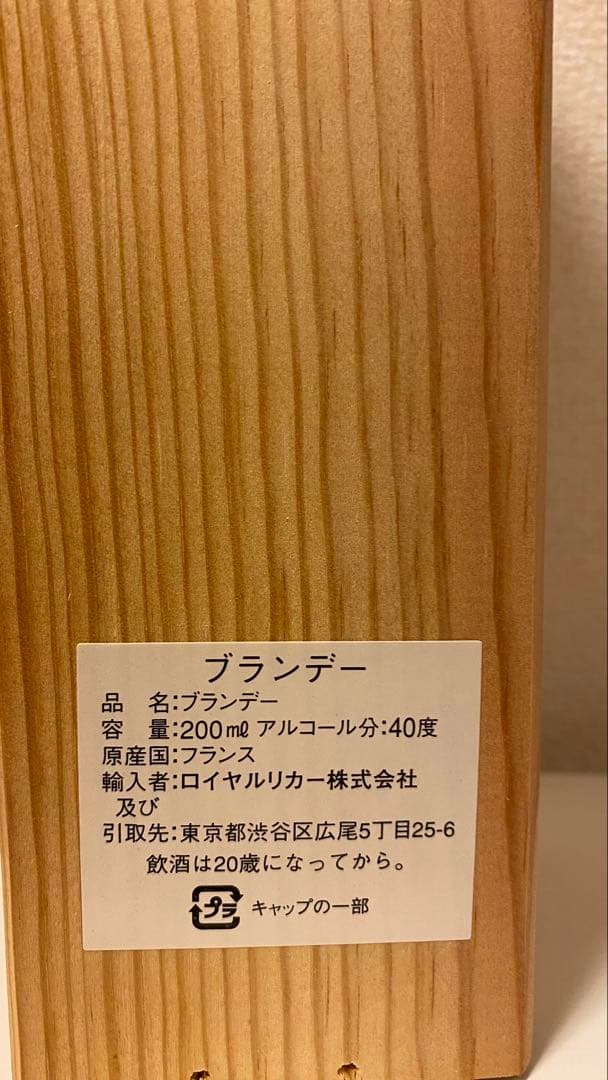 ブランデー
品　名:ブランデー
容　量:200㎖ アルコール分:40度
原産国:フランス
輸入者:ロイヤルリカー株式会社
及び
引取先:東京都渋谷区広尾5丁目25-6
飲酒は20歳になってから。
プラ キャップの一部